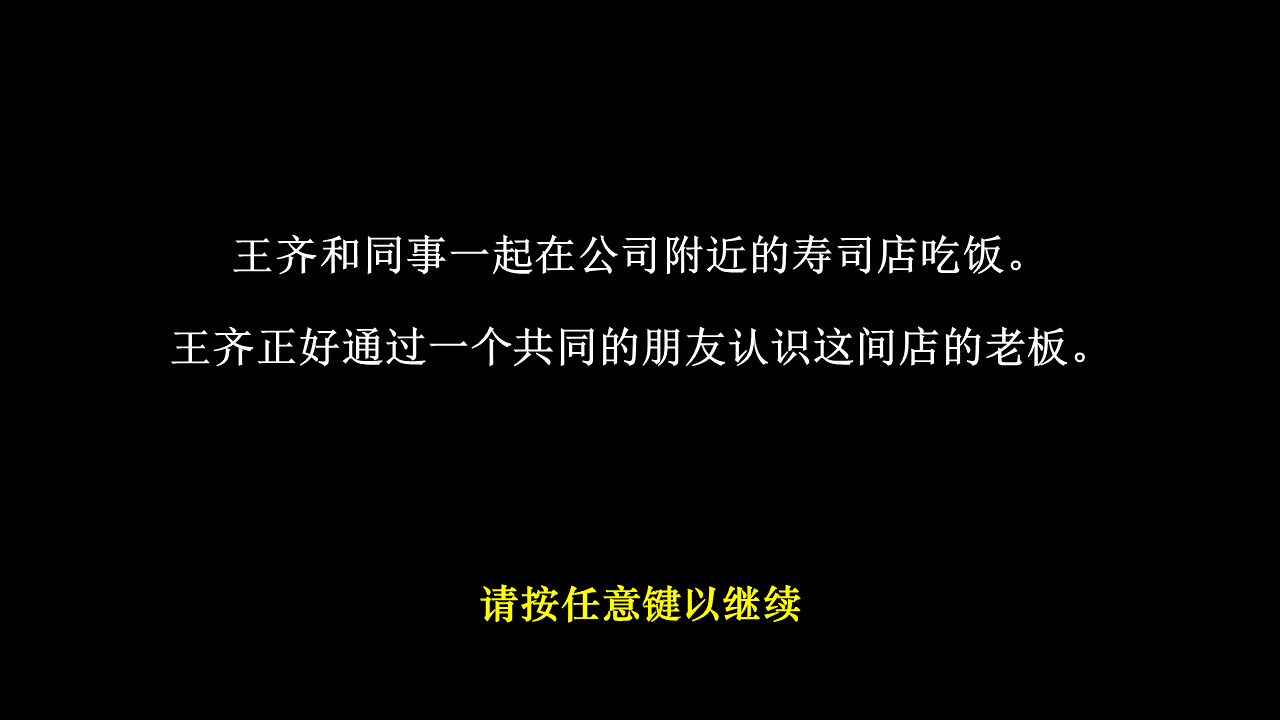 王齐和同事一起在公司附近的寿司店吃饭。
王齐正好通过一个共同的朋友认识这间店的老板。
请按任意键以继续